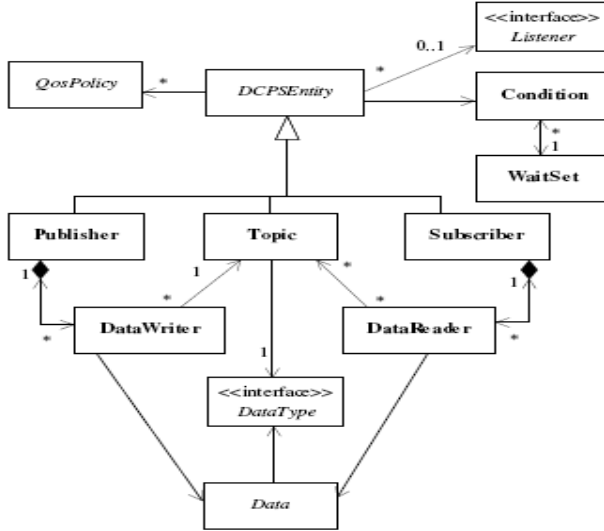 <<interface>>
Listener
0..1
*
QosPolicy
*
DCPSEntity
Condition
*
1
WaitSet
Publisher
Topic
Subscriber
1
1
*
1
*
*
*
*
DataWriter
DataReader
1
<<interface>>
DataType
Data